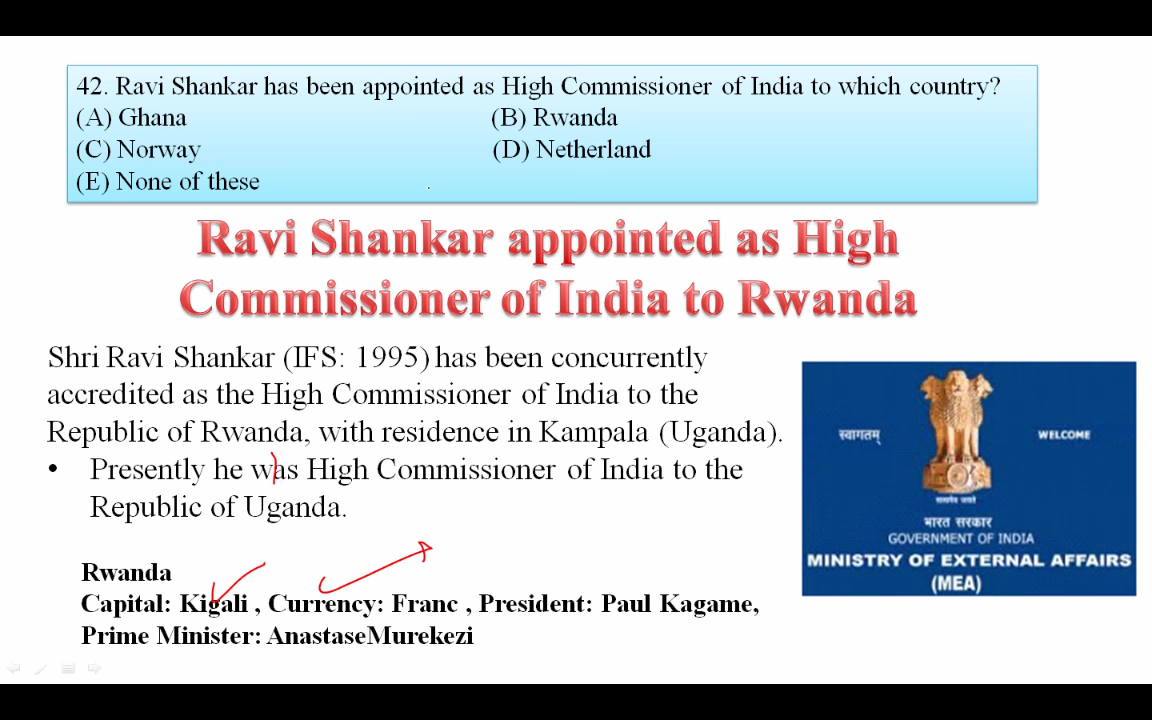 42. Ravi Shankar has been appointed as High Commissioner of India to which country?
(A) Ghana (B) Rwanda
(C) Norway (D) Netherland
(E) None of these
Ravi Shankar appointed as High
Commissioner of India to Rwanda
Shri Ravi Shankar (IFS: 1995) has been concurrently
accredited as the High Commissioner of India to the
Republic of Rwanda, with residence in Kampala (Uganda).
• Presently he was High Commissioner of India to the
Republic of Uganda.
Rwanda
Capital: Kigali , Currency: Franc , President: Paul Kagame,
Prime Minister: AnastaseMurekezi
स्वागतम्
WELCOME
सत्यमेव जयते
भारत सरकार
GOVERNMENT OF INDIA
MINISTRY OF EXTERNAL AFFAIRS
(MEA)